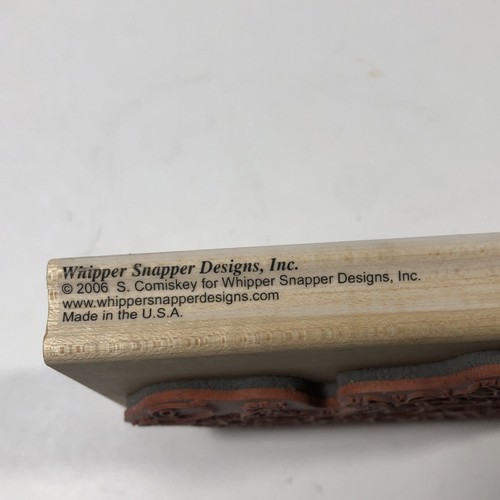 Whipper Snapper Designs, Inc.
© 2006 S. Comiskey for Whipper Snapper Designs, Inc.
www.whippersnapperdesigns.com
Made in the U.S.A.